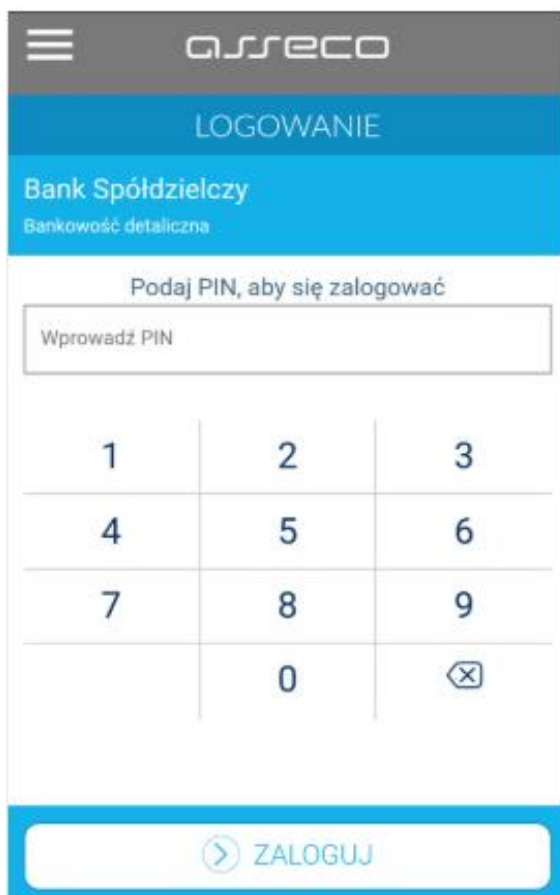 asseco
LOGOWANIE
Bank Spółdzielczy
Bankowość detaliczna
Podaj PIN, aby się zalogować
Wprowadź PIN
1 2 3
4 5 6
7 8 9
0
ZALOGUJ